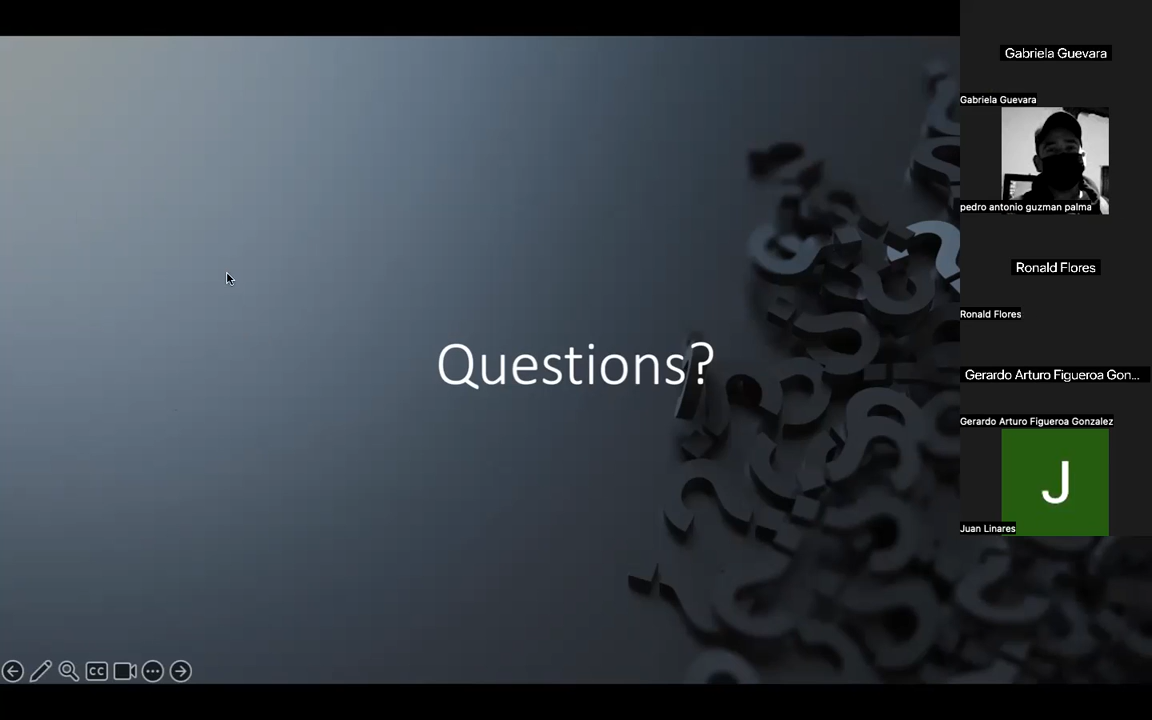 Questions?
Gabriela Guevara
Gabriela Guevara
pedro antonio guzman palma
Ronald Flores
Ronald Flores
Gerardo Arturo Figueroa Gon...
Gerardo Arturo Figueroa Gonzalez
J
Juan Linares
CC